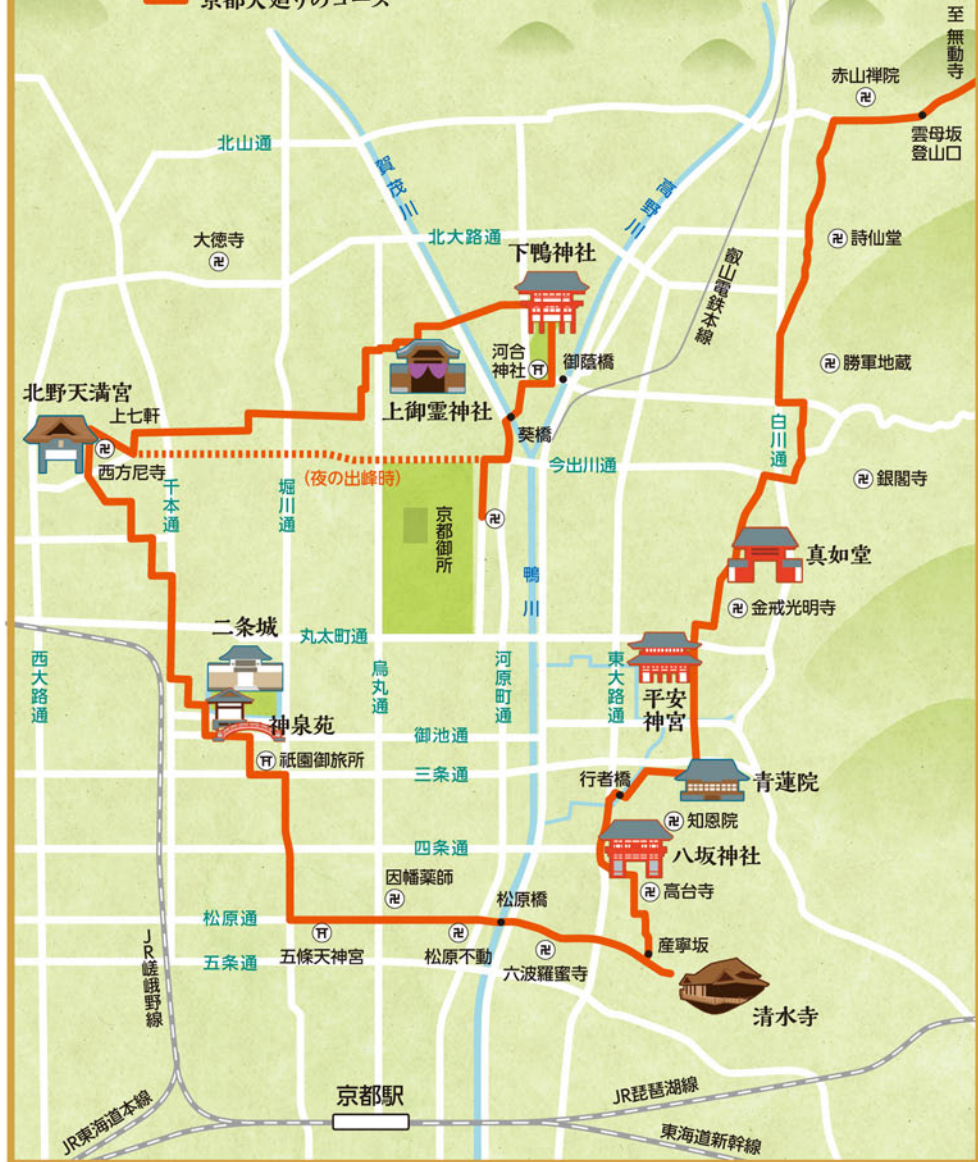 京都大廻りのコース
至 無動寺
赤山禅院
雲母坂
登山口
北山通
賀茂川
高野川
大徳寺
北大路通
詩仙堂
下鴨神社
叡山電鉄本線
河合
神社
御蔭橋
勝軍地蔵
北野天満宮
上七軒
上御霊神社
葵橋
白川通
西方尼寺
(夜の出峰時)
今出川通
銀閣寺
千本通
堀川通
京都御所
真如堂
鴨川
金戒光明寺
二条城
丸太町通
西大路通
烏丸通
河原町通
東大路通
平安
神宮
神泉苑
御池通
祇園御旅所
三条通
行者橋
青蓮院
知恩院
四条通
八坂神社
因幡薬師
高台寺
松原橋
松原通
五條天神宮
松原不動
六波羅蜜寺
産寧坂
五条通
JR嵯峨野線
清水寺
京都駅
JR琵琶湖線
JR東海道本線
東海道新幹線